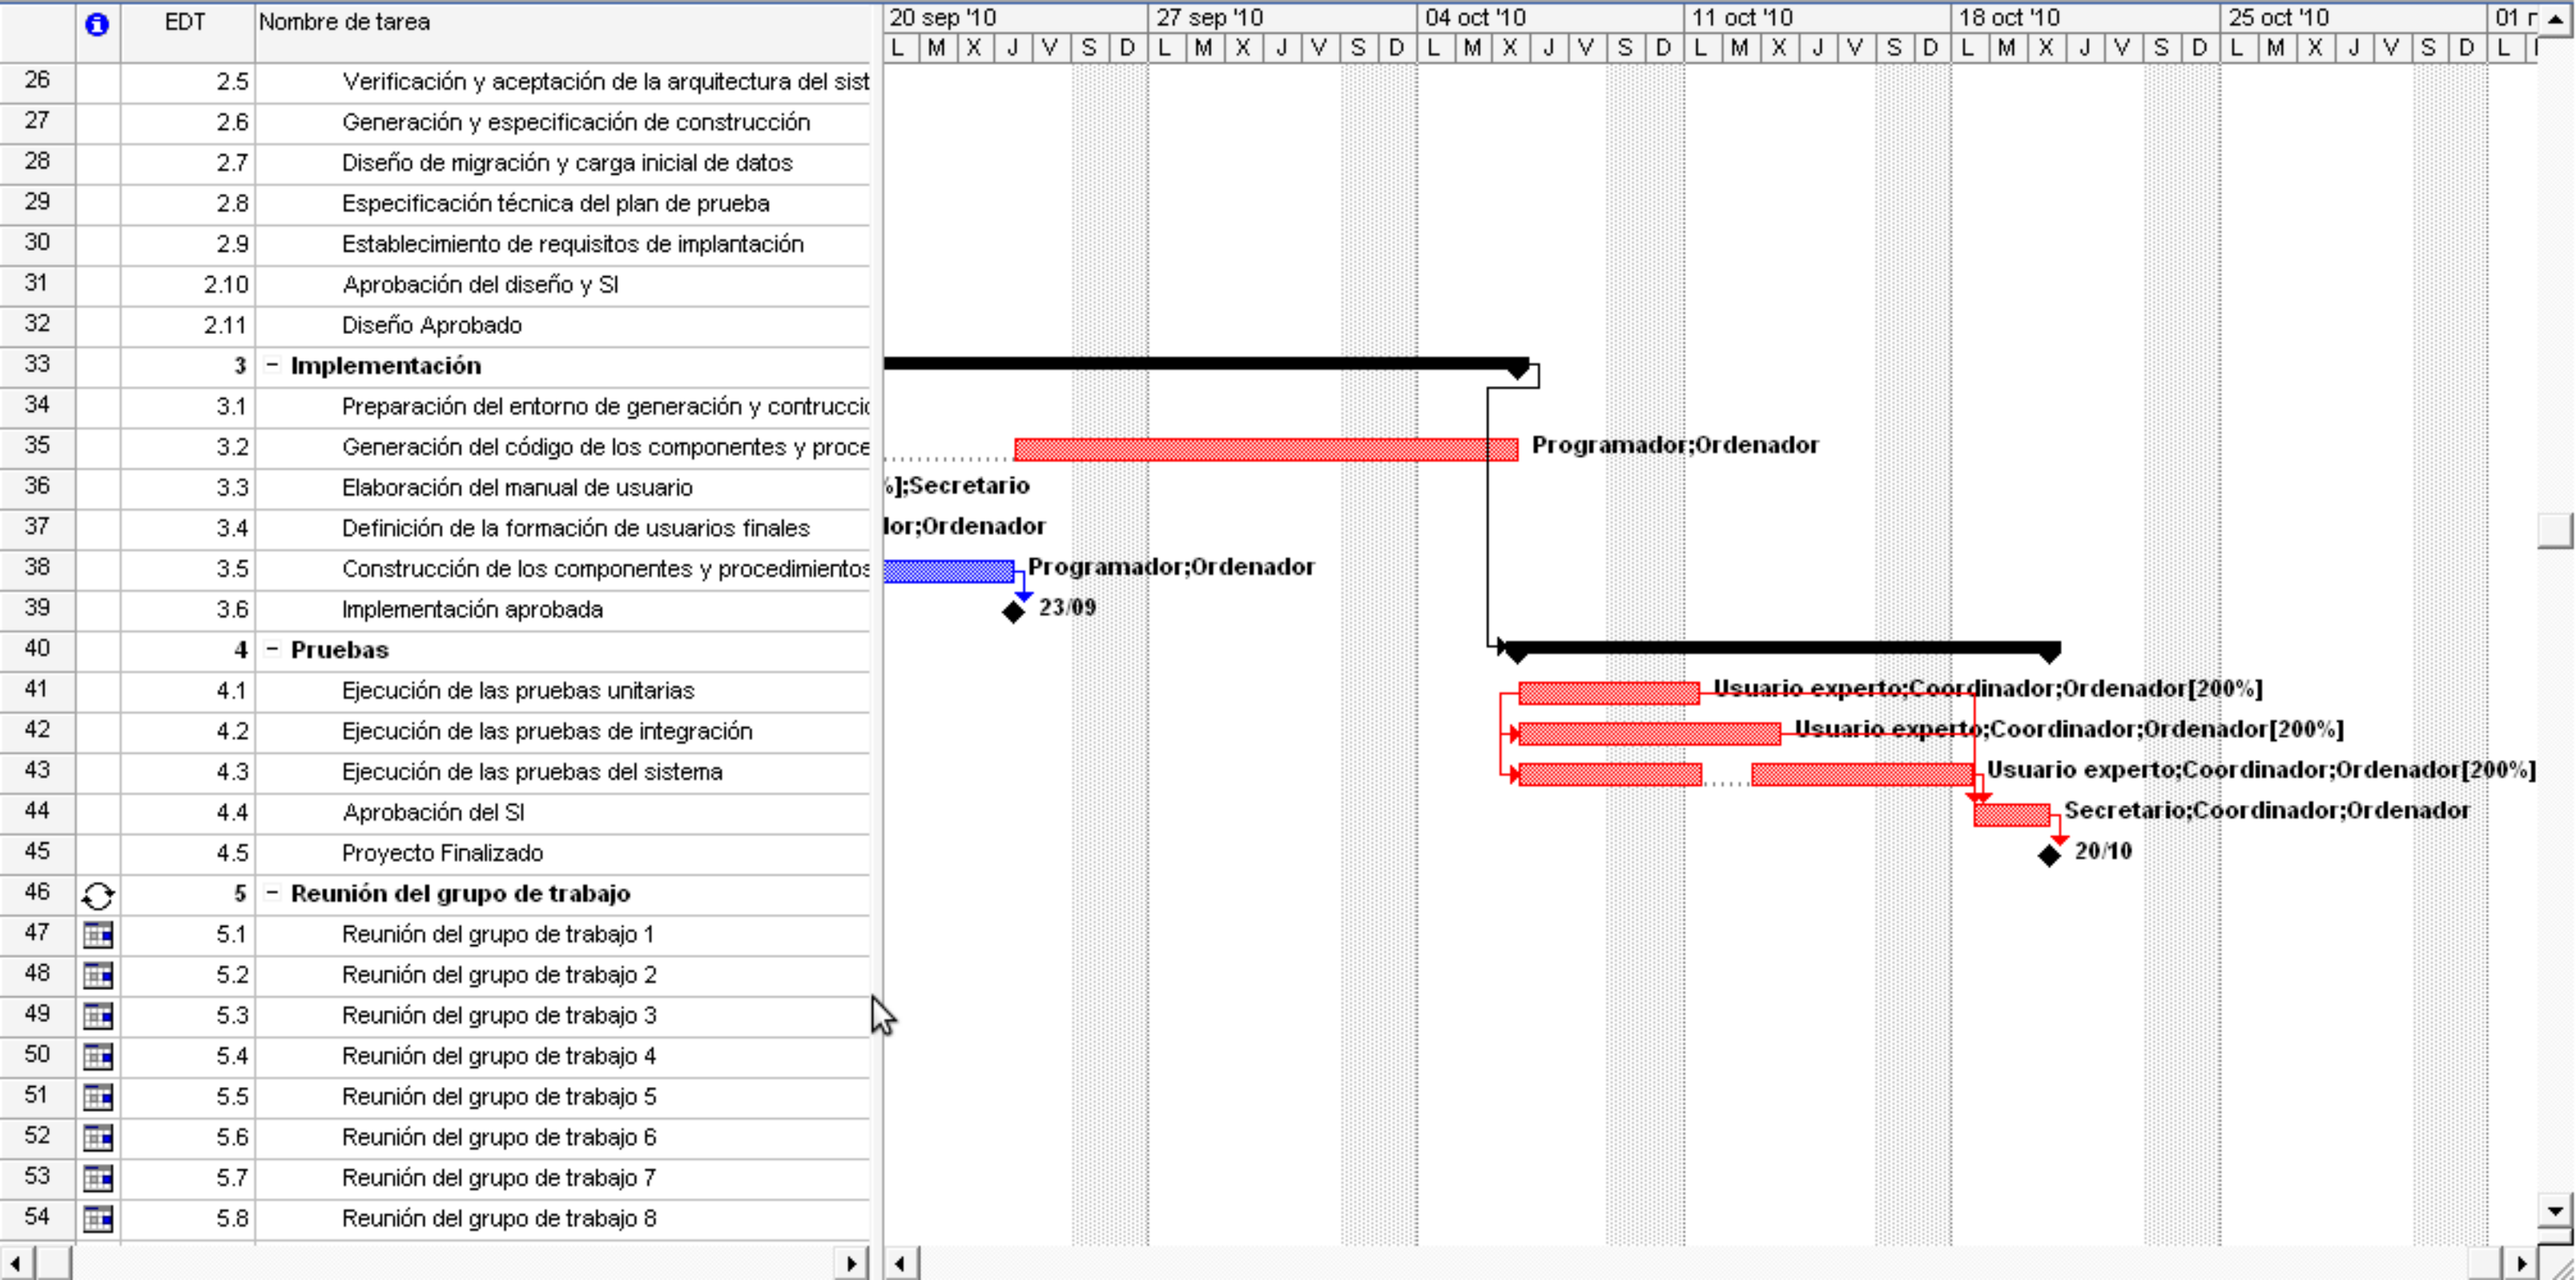 EDT Nombre de tarea 20 sep '10 27 sep '10 04 oct '10 11 oct '10 18 oct '10 25 oct '10 01
L M X J V S D L M X J V S D L M X J V S D L M X J V S D L M X J V S D L M X J V S D L
26 2.5 Verificación y aceptación de la arquitectura del sist
27 2.6 Generación y especificación de construcción
28 2.7 Diseño de migración y carga inicial de datos
29 2.8 Especificación técnica del plan de prueba
30 2.9 Establecimiento de requisitos de implantación
31 2.10 Aprobación del diseño y SI
32 2.11 Diseño Aprobado
33 3 − Implementación
34 3.1 Preparación del entorno de generación y contrucci
35 3.2 Generación del código de los componentes y proce Programador;Ordenador
36 3.3 Elaboración del manual de usuario %];Secretario
37 3.4 Definición de la formación de usuarios finales dor;Ordenador
38 3.5 Construcción de los componentes y procedimientos Programador;Ordenador
39 3.6 Implementación aprobada 23/09
40 4 − Pruebas
41 4.1 Ejecución de las pruebas unitarias Usuario experto;Coordinador;Ordenador[200%]
42 4.2 Ejecución de las pruebas de integración Usuario experto;Coordinador;Ordenador[200%]
43 4.3 Ejecución de las pruebas del sistema Usuario experto;Coordinador;Ordenador[200%]
44 4.4 Aprobación del SI Secretario;Coordinador;Ordenador
45 4.5 Proyecto Finalizado 20/10
46 5 − Reunión del grupo de trabajo
47 5.1 Reunión del grupo de trabajo 1
48 5.2 Reunión del grupo de trabajo 2
49 5.3 Reunión del grupo de trabajo 3
50 5.4 Reunión del grupo de trabajo 4
51 5.5 Reunión del grupo de trabajo 5
52 5.6 Reunión del grupo de trabajo 6
53 5.7 Reunión del grupo de trabajo 7
54 5.8 Reunión del grupo de trabajo 8